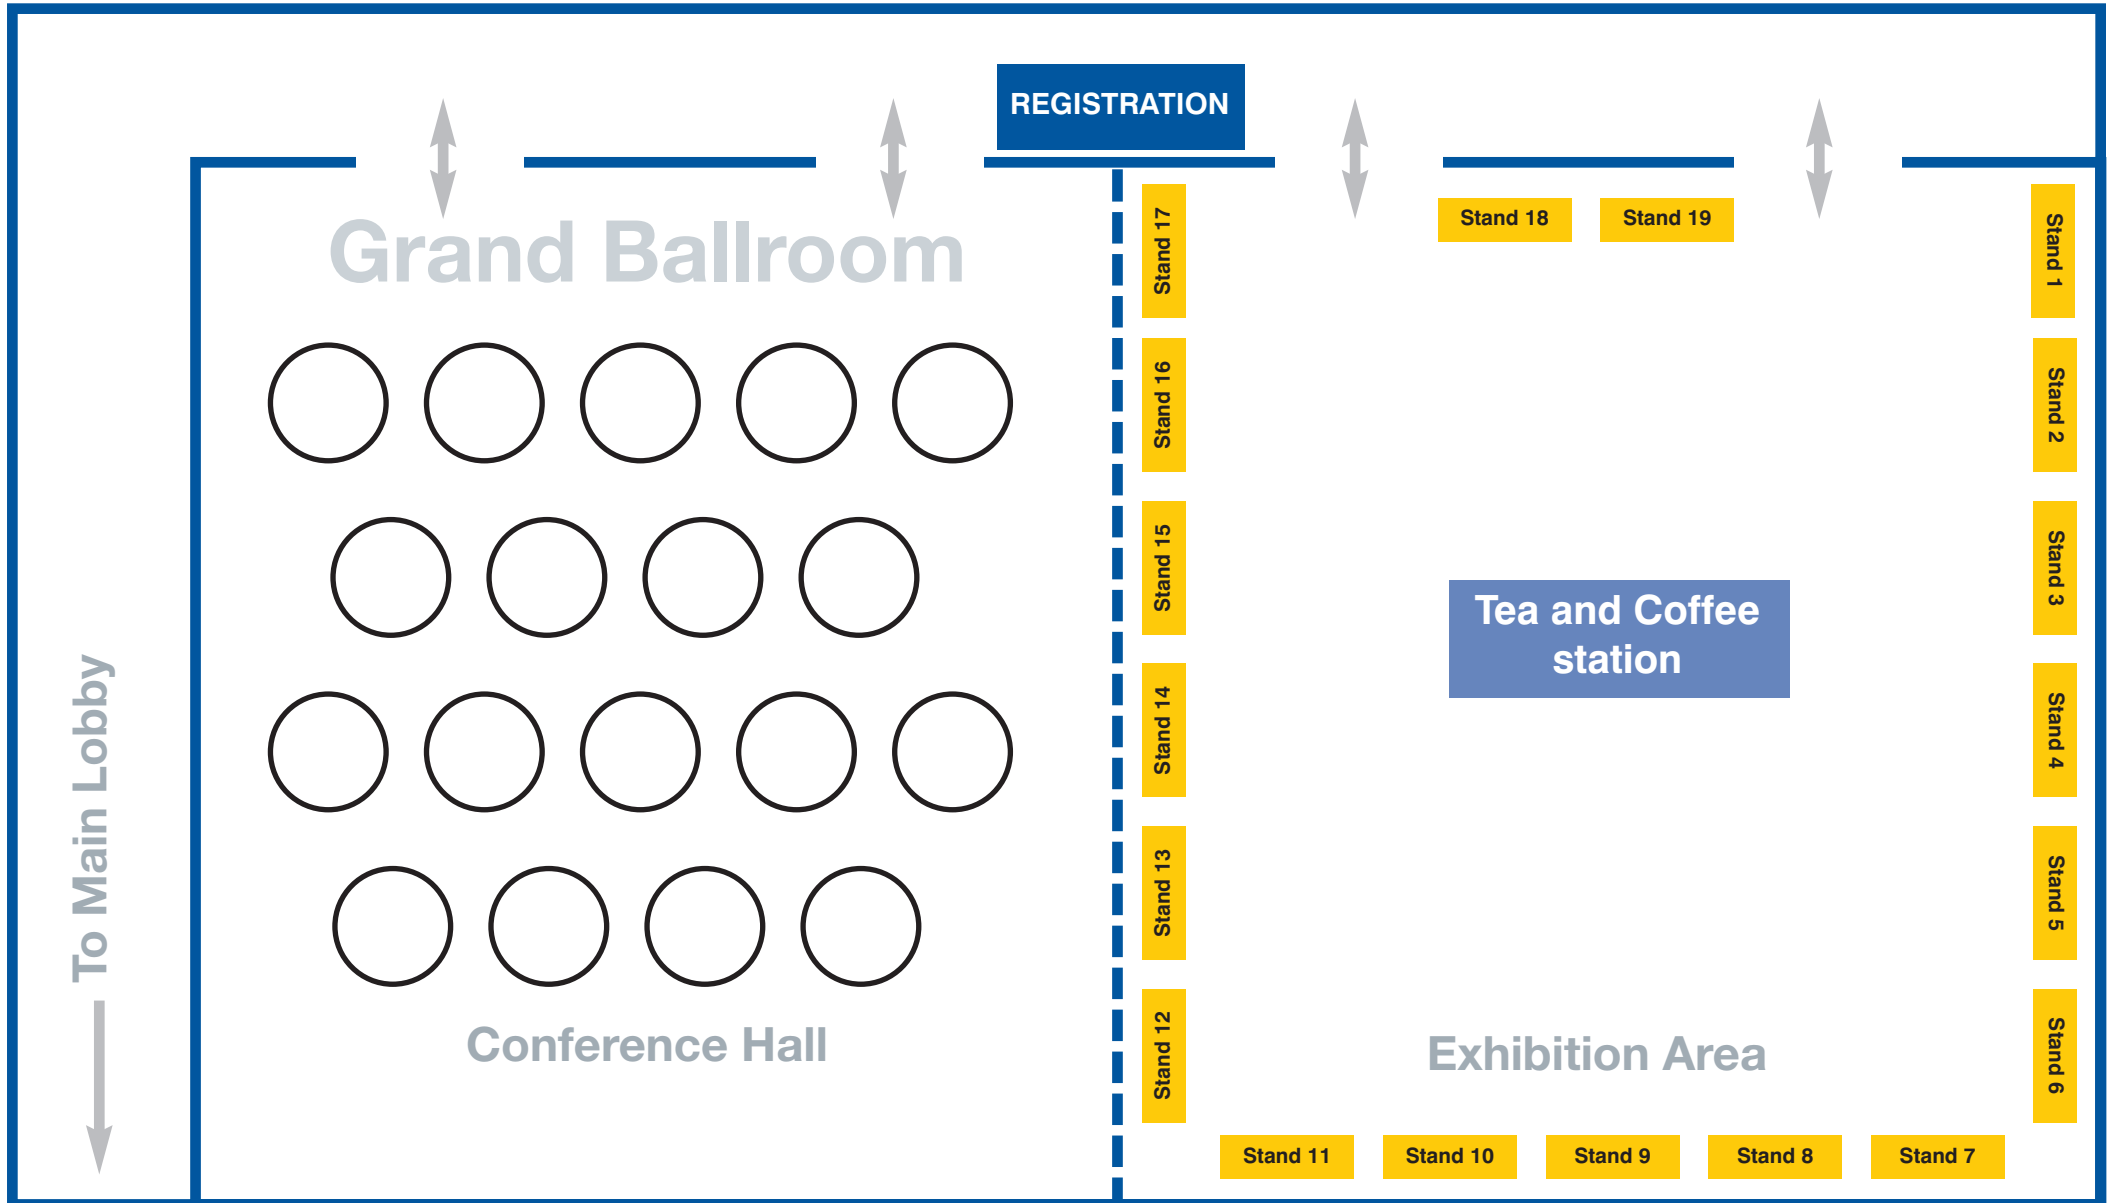 REGISTRATION
Grand Ballroom
Stand 17
Stand 18
Stand 19
Stand 1
Stand 16
Stand 2
Stand 15
Stand 3
Tea and Coffee
station
To Main Lobby
Stand 14
Stand 4
Stand 13
Stand 5
Conference Hall
Stand 12
Exhibition Area
Stand 6
Stand 11
Stand 10
Stand 9
Stand 8
Stand 7